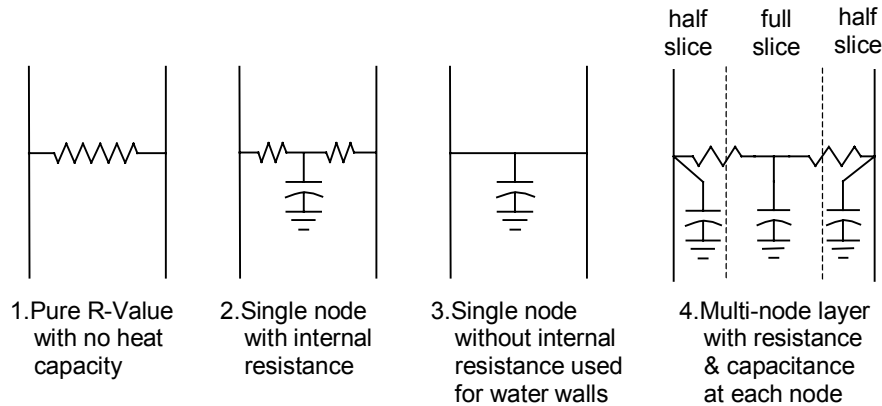 half
slice
full
slice
half
slice
1.Pure R-Value
with no heat
capacity
2.Single node
with internal
resistance
3.Single node
without internal
resistance used
for water walls
4.Multi-node layer
with resistance
& capacitance
at each node